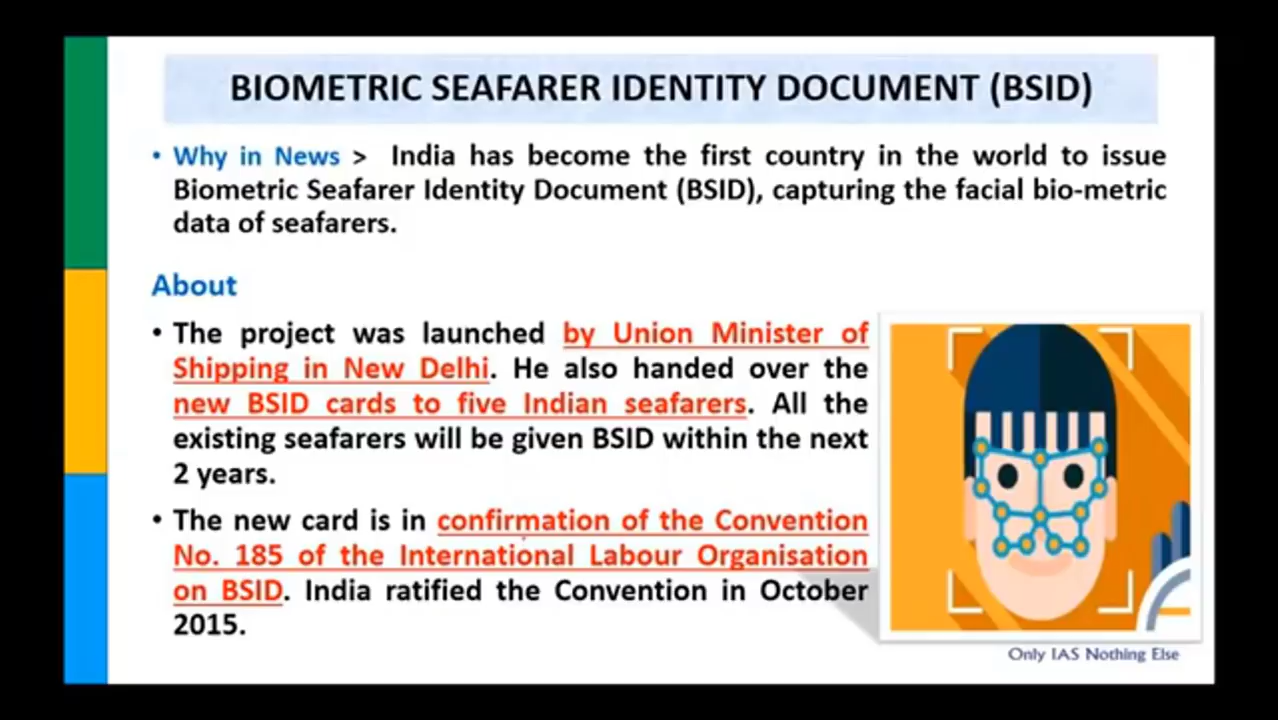 BIOMETRIC SEAFARER IDENTITY DOCUMENT (BSID)
• Why in News > India has become the first country in the world to issue
Biometric Seafarer Identity Document (BSID), capturing the facial bio-metric
data of seafarers.
About
• The project was launched by Union Minister of
Shipping in New Delhi. He also handed over the
new BSID cards to five Indian seafarers. All the
existing seafarers will be given BSID within the next
2 years.
• The new card is in confirmation of the Convention
No. 185 of the International Labour Organisation
on BSID. India ratified the Convention in October
2015.
Only IAS Nothing Else